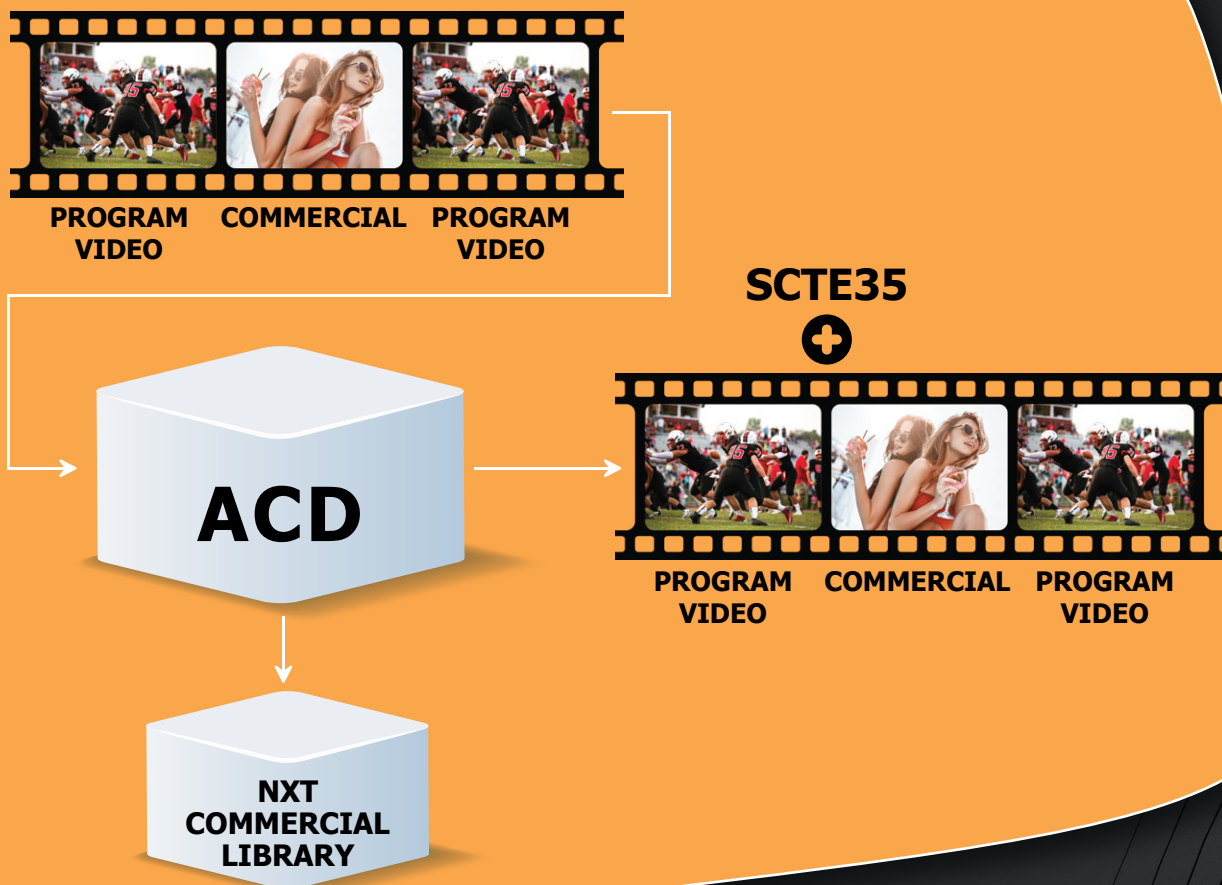 PROGRAM
VIDEO
COMMERCIAL
PROGRAM
VIDEO
SCTE35
ACD
PROGRAM
VIDEO
COMMERCIAL
PROGRAM
VIDEO
NXT
COMMERCIAL
LIBRARY